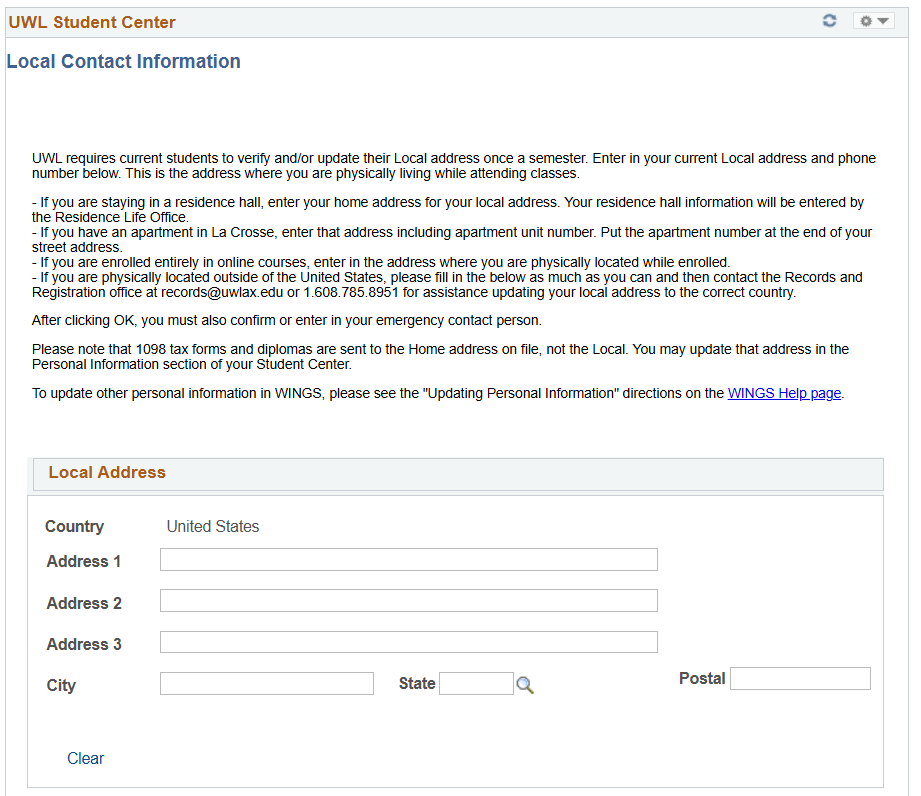 UWL Student Center
Local Contact Information
UWL requires current students to verify and/or update their Local address once a semester. Enter in your current Local address and phone
number below. This is the address where you are physically living while attending classes.
- If you are staying in a residence hall, enter your home address for your local address. Your residence hall information will be entered by
the Residence Life Office.
- If you have an apartment in La Crosse, enter that address including apartment unit number. Put the apartment number at the end of your
street address.
- If you are enrolled entirely in online courses, enter in the address where you are physically located while enrolled.
- If you are physically located outside of the United States, please fill in the below as much as you can and then contact the Records and
Registration office at records@uwlax.edu or 1.608.785.8951 for assistance updating your local address to the correct country.
After clicking OK, you must also confirm or enter in your emergency contact person.
Please note that 1098 tax forms and diplomas are sent to the Home address on file, not the Local. You may update that address in the
Personal Information section of your Student Center.
To update other personal information in WINGS, please see the "Updating Personal Information" directions on the WINGS Help page.
Local Address
Country United States
Address 1
Address 2
Address 3
City State Postal
Clear